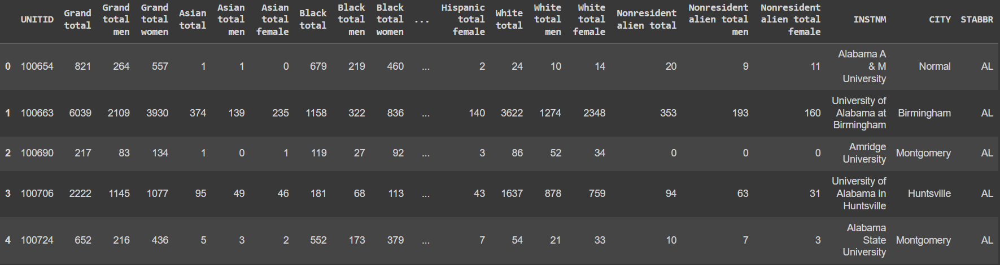 UNITID Grand total Grand total men Grand total women Asian total Asian total men Asian total female Black total Black total men Black total women ... Hispanic total female White total White total men White total female Nonresident alien total Nonresident alien total men Nonresident alien total female INSTNM CITY STABBR
0 100654 821 264 557 1 1 0 679 219 460 ... 2 24 10 14 20 9 11 Alabama A & M University Normal AL
1 100663 6039 2109 3930 374 139 235 1158 322 836 ... 140 3622 1274 2348 353 193 160 University of Alabama at Birmingham Birmingham AL
2 100690 217 83 134 1 0 1 119 27 92 ... 3 86 52 34 0 0 0 Amridge University Montgomery AL
3 100706 2222 1145 1077 95 49 46 181 68 113 ... 43 1637 878 759 94 63 31 University of Alabama in Huntsville Huntsville AL
4 100724 652 216 436 5 3 2 552 173 379 ... 7 54 21 33 10 7 3 Alabama State University Montgomery AL